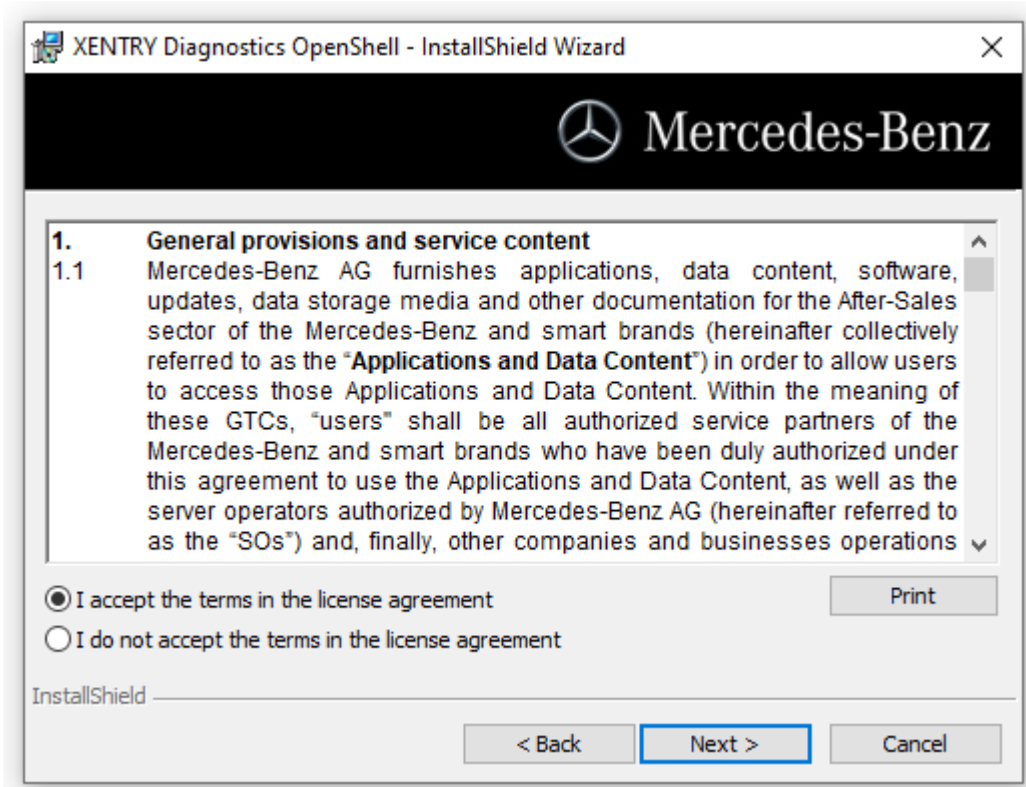 XENTRY Diagnostics OpenShell - InstallShield Wizard
Mercedes-Benz
1. General provisions and service content
1.1 Mercedes-Benz AG furnishes applications, data content, software,
updates, data storage media and other documentation for the After-Sales
sector of the Mercedes-Benz and smart brands (hereinafter collectively
referred to as the “Applications and Data Content”) in order to allow users
to access those Applications and Data Content. Within the meaning of
these GTCs, “users" shall be all authorized service partners of the
Mercedes-Benz and smart brands who have been duly authorized under
this agreement to use the Applications and Data Content, as well as the
server operators authorized by Mercedes-Benz AG (hereinafter referred to
as the “SOs”) and, finally, other companies and businesses operations
I accept the terms in the license agreement
Print
I do not accept the terms in the license agreement
InstallShield
< Back
Next >
Cancel